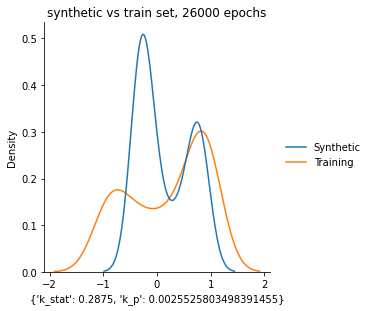 synthetic vs train set, 26000 epochs
0.5
0.4
0.3
0.2
0.1
0.0
Density
−2
−1
0
1
2
{'k_stat': 0.2875, 'k_p': 0.0025525803498391455}
Synthetic
Training